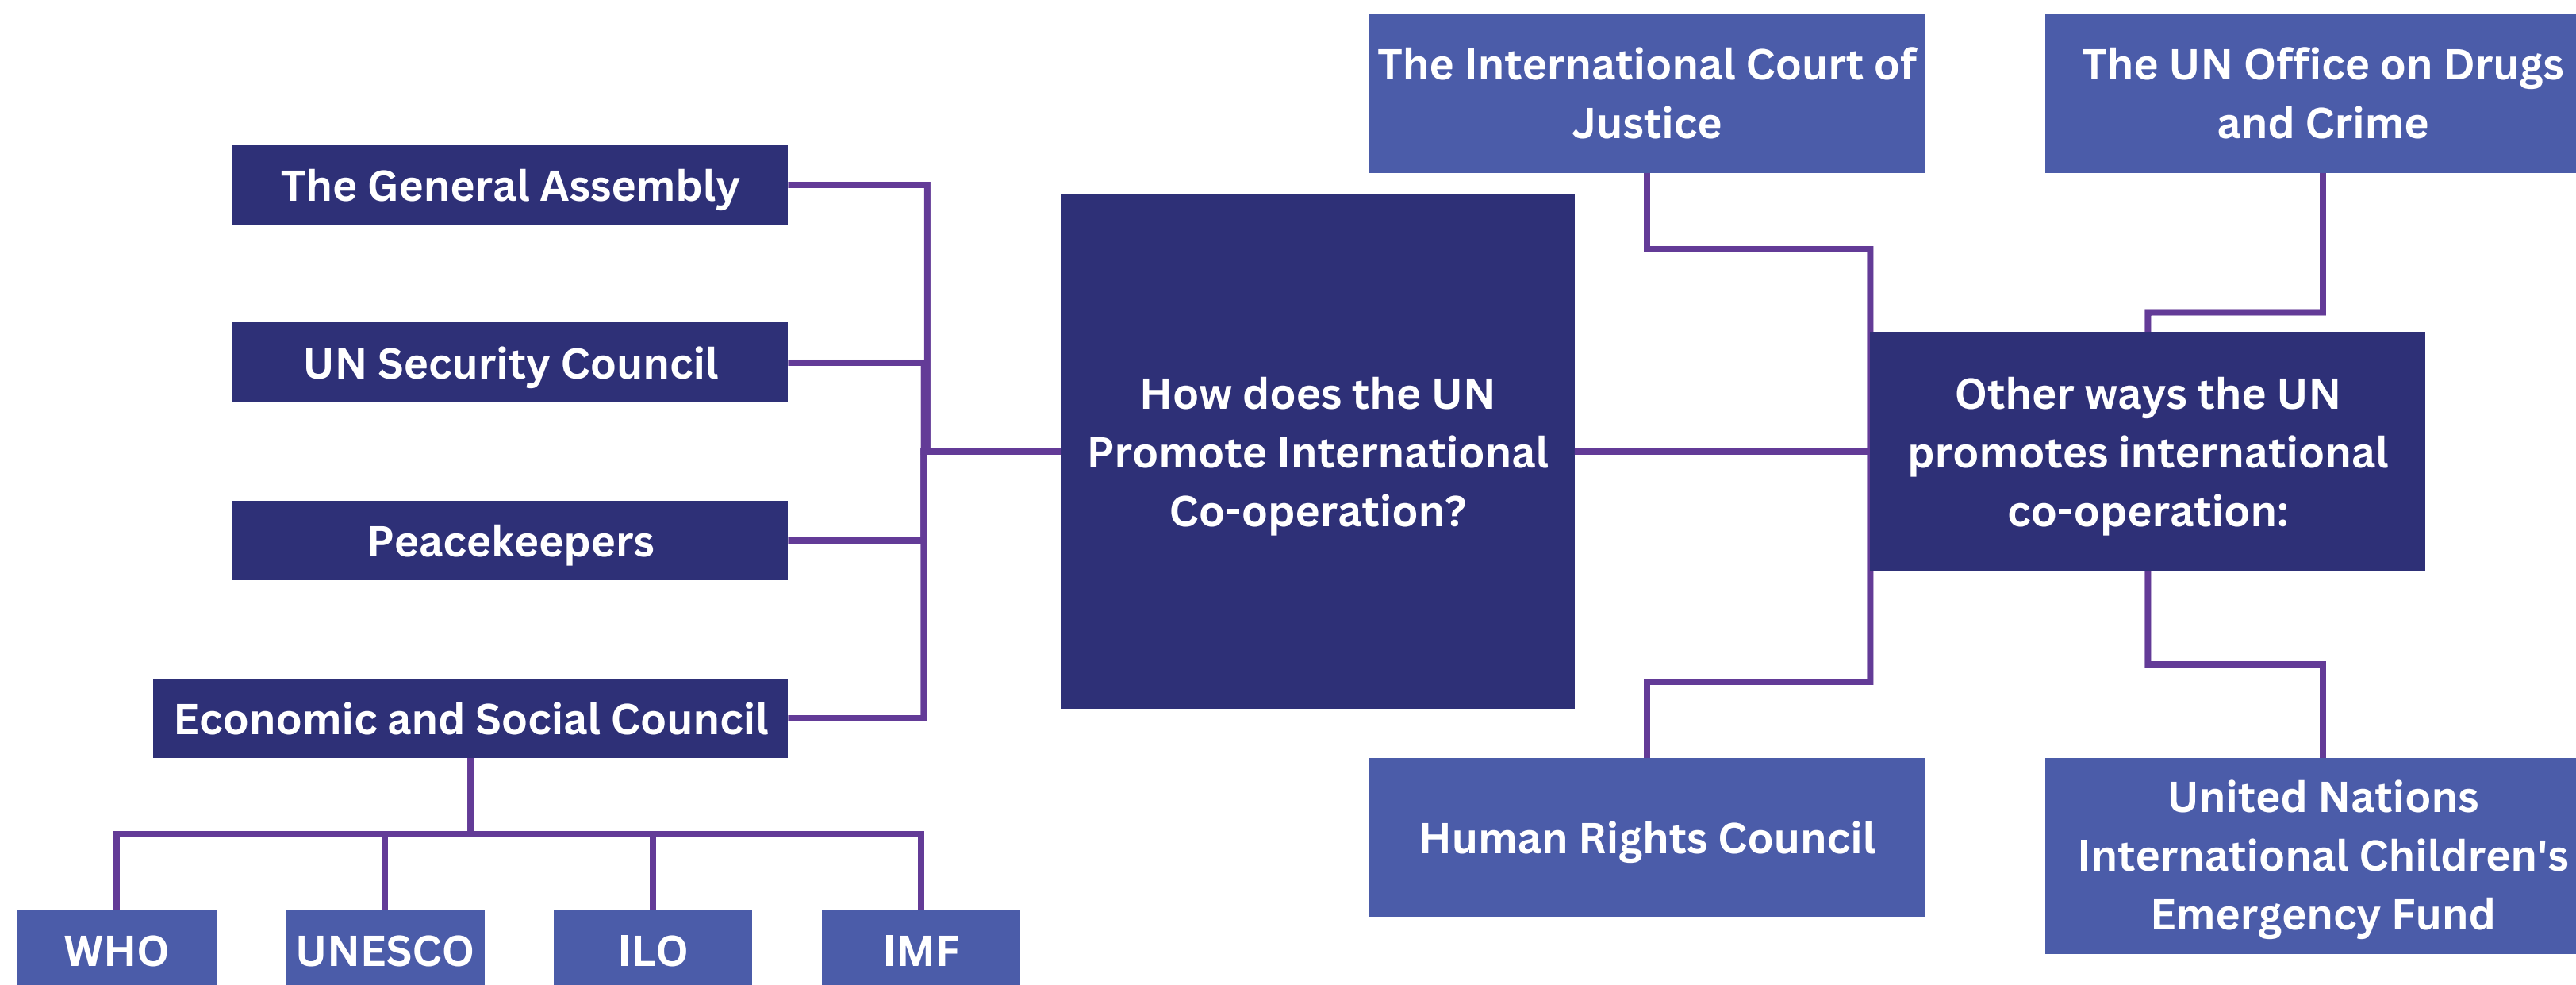 The International Court of
Justice
The UN Office on Drugs
and Crime
The General Assembly
UN Security Council
Peacekeepers
Economic and Social Council
How does the UN
Promote International
Co-operation?
Other ways the UN
promotes international
co-operation:
Human Rights Council
United Nations
International Children's
Emergency Fund
WHO
UNESCO
ILO
IMF